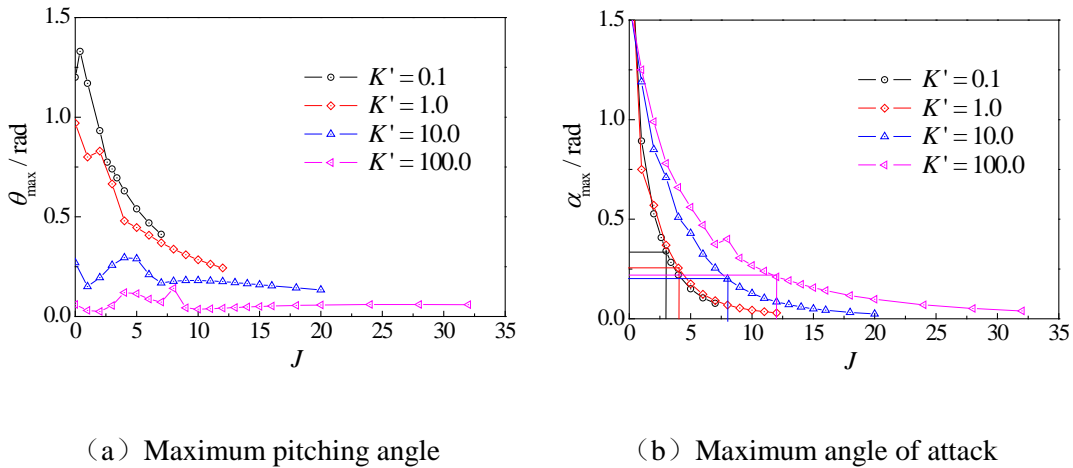 1.5
1.0
0.5
0.0
θmax / rad
0 5 10 15 20 25 30 35
J
K' = 0.1
K' = 1.0
K' = 10.0
K' = 100.0
1.5
1.0
0.5
0.0
αmax / rad
0 5 10 15 20 25 30 35
J
K' = 0.1
K' = 1.0
K' = 10.0
K' = 100.0
（a）Maximum pitching angle
（b）Maximum angle of attack